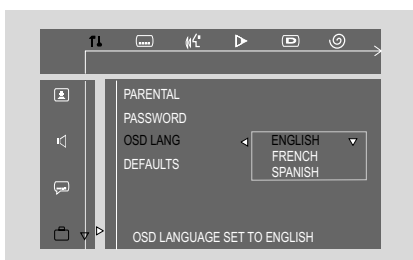 PARENTAL
PASSWORD
OSD LANG ENGLISH
FRENCH
DEFAULTS
SPANISH
OSD LANGUAGE SET TO ENGLISH